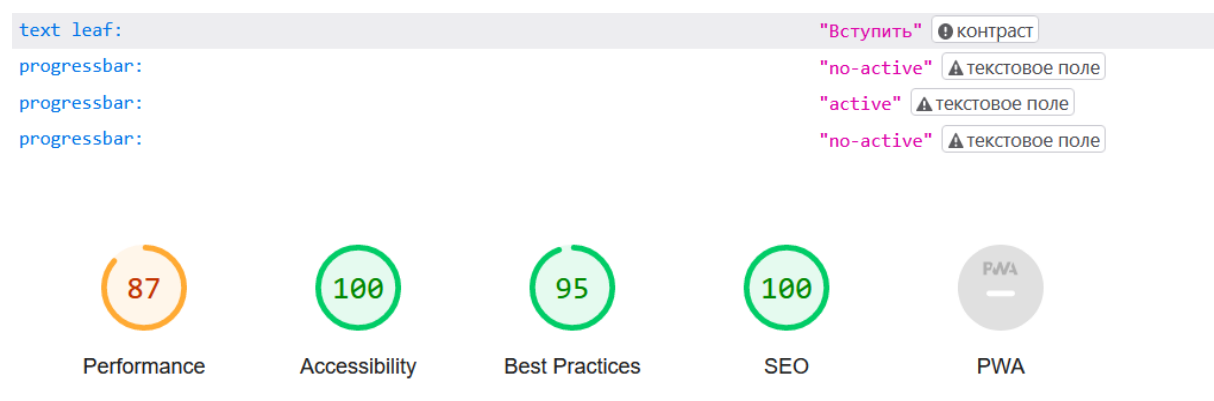 text leaf: "Вступить" контраст
progressbar: "no-active" текстовое поле
progressbar: "active" текстовое поле
progressbar: "no-active" текстовое поле
87 100 95 100 PWA
Performance Accessibility Best Practices SEO PWA